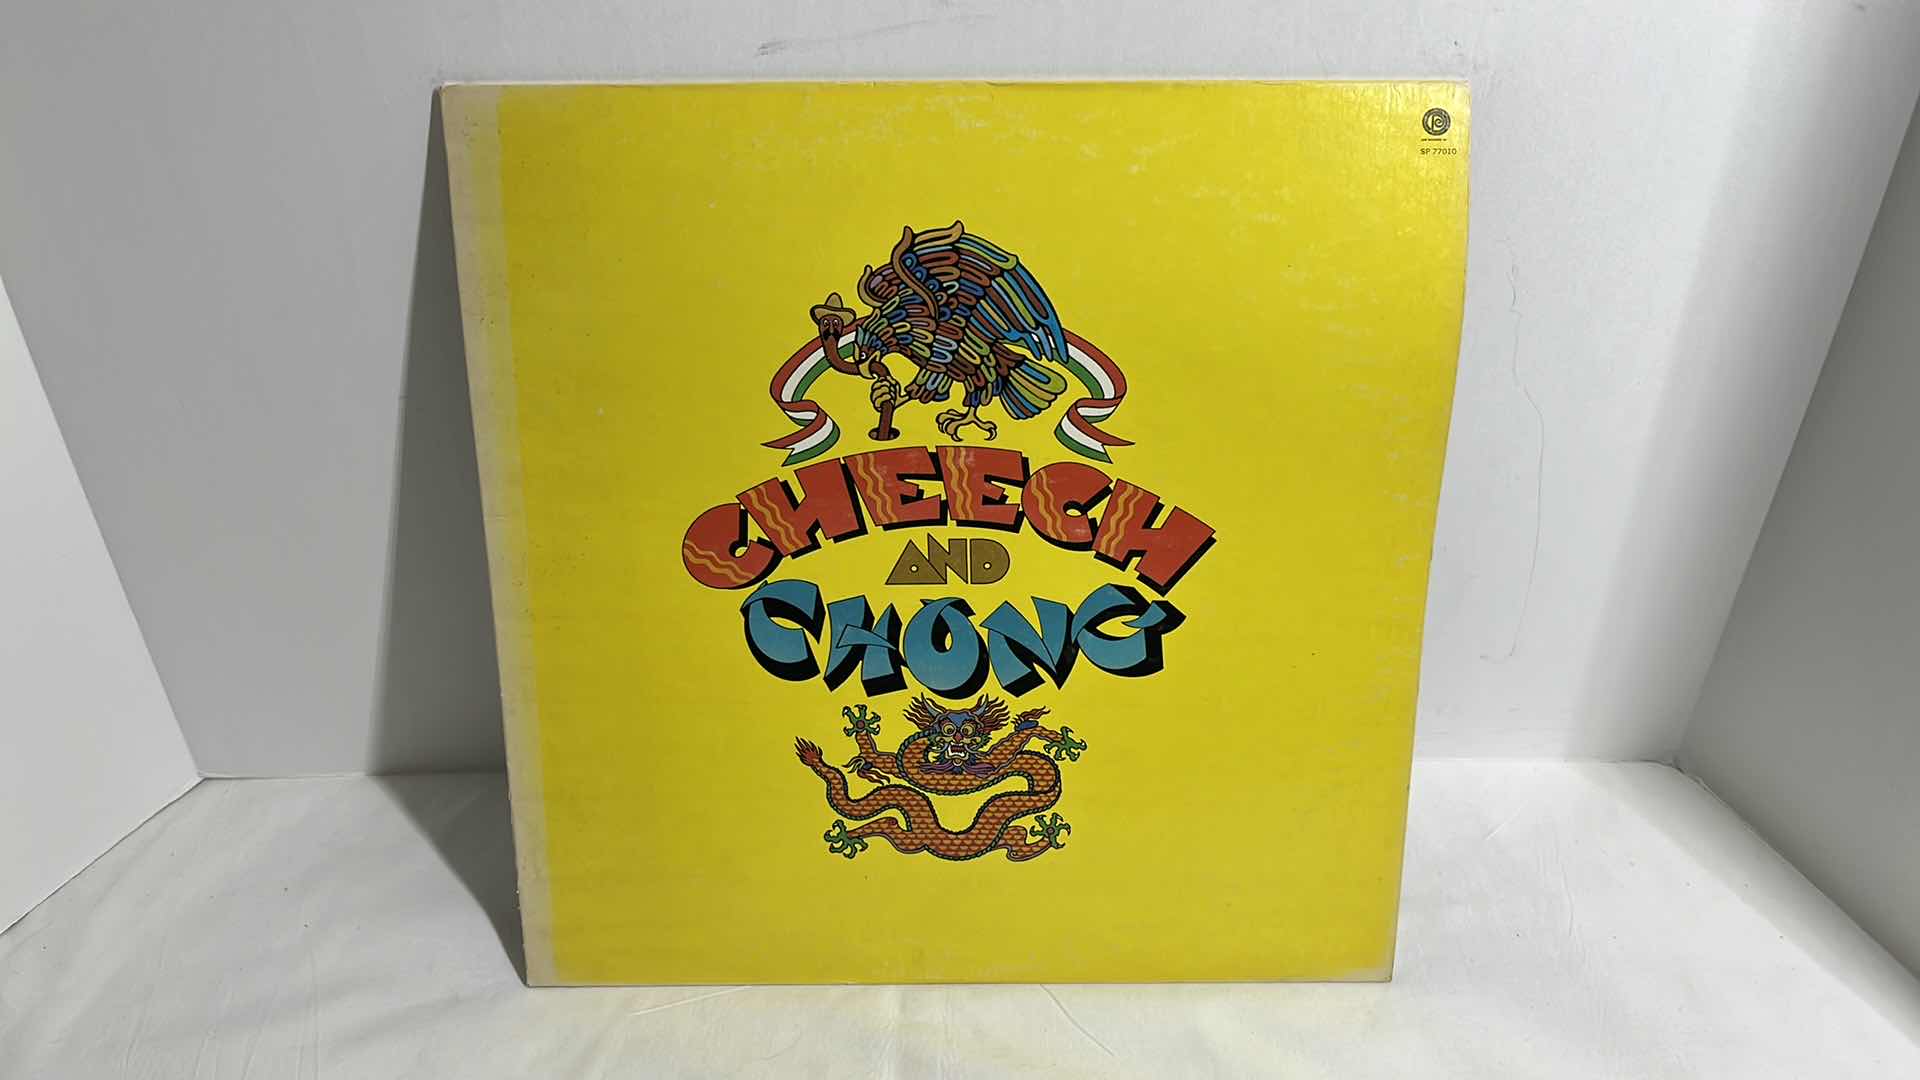 SP 77010
CHEECH
AND
CHONG